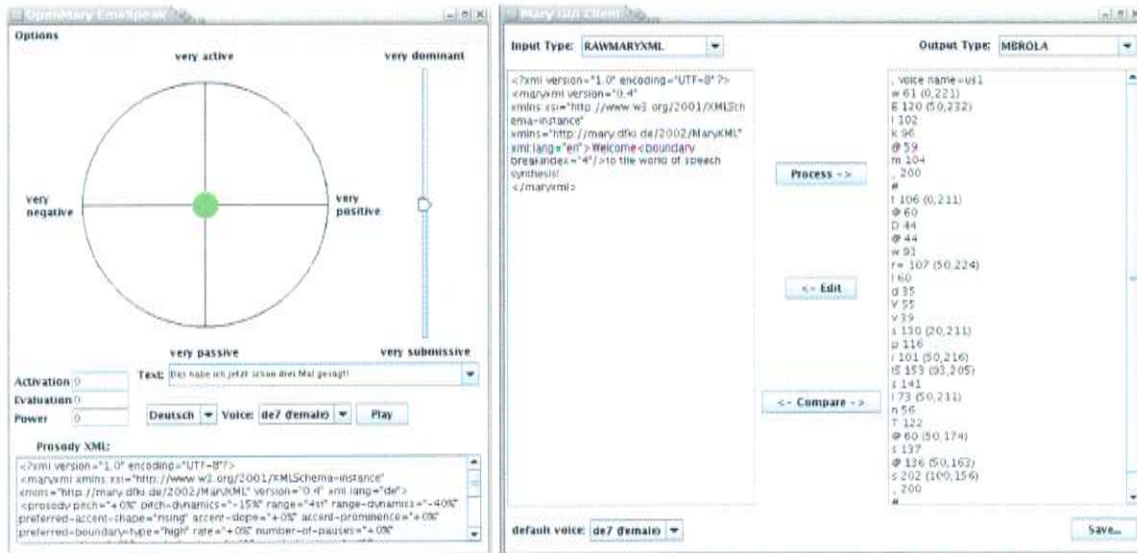 OpenMary EmoSpeak
Options
very active
very dominant
very negative
very positive
very passive
very submissive
Activation 0
Evaluation 0
Power 0
Text: Das habe ich jetzt schon drei Mal gesagt!
Deutsch Voice: de7 (female) Play
Prosody XML:
<?xml version="1.0" encoding="UTF-8"?>
<maryxml xmlns:xsi="http://www.w3.org/2001/XMLSchema-instance"
xmlns="http://mary.dfki.de/2002/MaryXML" version="0.4" xml:lang="de">
<prosody pitch="+0%" pitch-dynamics="-15%" range="4st" range-dynamics="-40%"
preferred-accent-shape="rising" accent-slope="+0%" accent-prominence="+0%"
preferred-boundary-type="high" rate="+0%" number-of-pauses="+0%"
Mary GUI Client
Input Type: RAWMARYXML
Output Type: MBROLA
<?xml version="1.0" encoding="UTF-8" ?>
<maryxml version="0.4"
xmlns:xsi="http://www.w3.org/2001/XMLSch
ema-instance"
xmlns="http://mary.dfki.de/2002/MaryXML"
xml:lang="en">Welcome<boundary
breakindex="4"/>to the world of speech
synthesis!
</maryxml>
Process ->
<- Edit
<- Compare ->
; voice name=us1
w 61 (0,221)
E 120 (50,232)
l 102
k 96
@ 59
m 104
_ 200
#
t 106 (0,211)
@ 60
D 44
@ 44
w 93
r= 107 (50,224)
l 60
d 35
V 55
v 39
s 130 (20,211)
p 116
i 101 (50,216)
tS 153 (93,205)
s 141
I 73 (50,211)
n 56
T 122
@ 60 (50,174)
s 137
@ 136 (50,163)
s 202 (100,156)
_ 200
#
default voice: de7 (female)
Save...